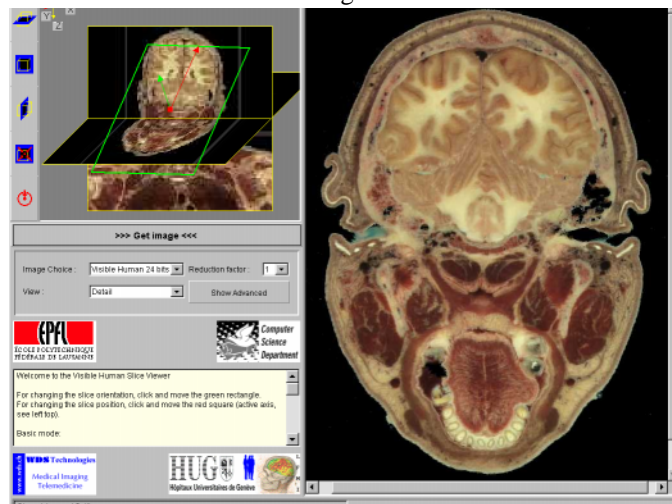 X
Y
Z
>>> Get image <<<
Image Choice :
Visible Human 24 bits
Reduction factor :
1
View :
Detail
Show Advanced
EPFL
ÉCOLE POLYTECHNIQUE
FÉDÉRALE DE LAUSANNE
Computer
Science
Department
Welcome to the Visible Human Slice Viewer
For changing the slice orientation, click and move the green rectangle.
For changing the slice position, click and move the red square (active axis,
see left top).
Basic mode:
www.wds.ch
WDS Technologies
Medical Imaging
Telemedicine
HUG
Hôpitaux Universitaires de Genève